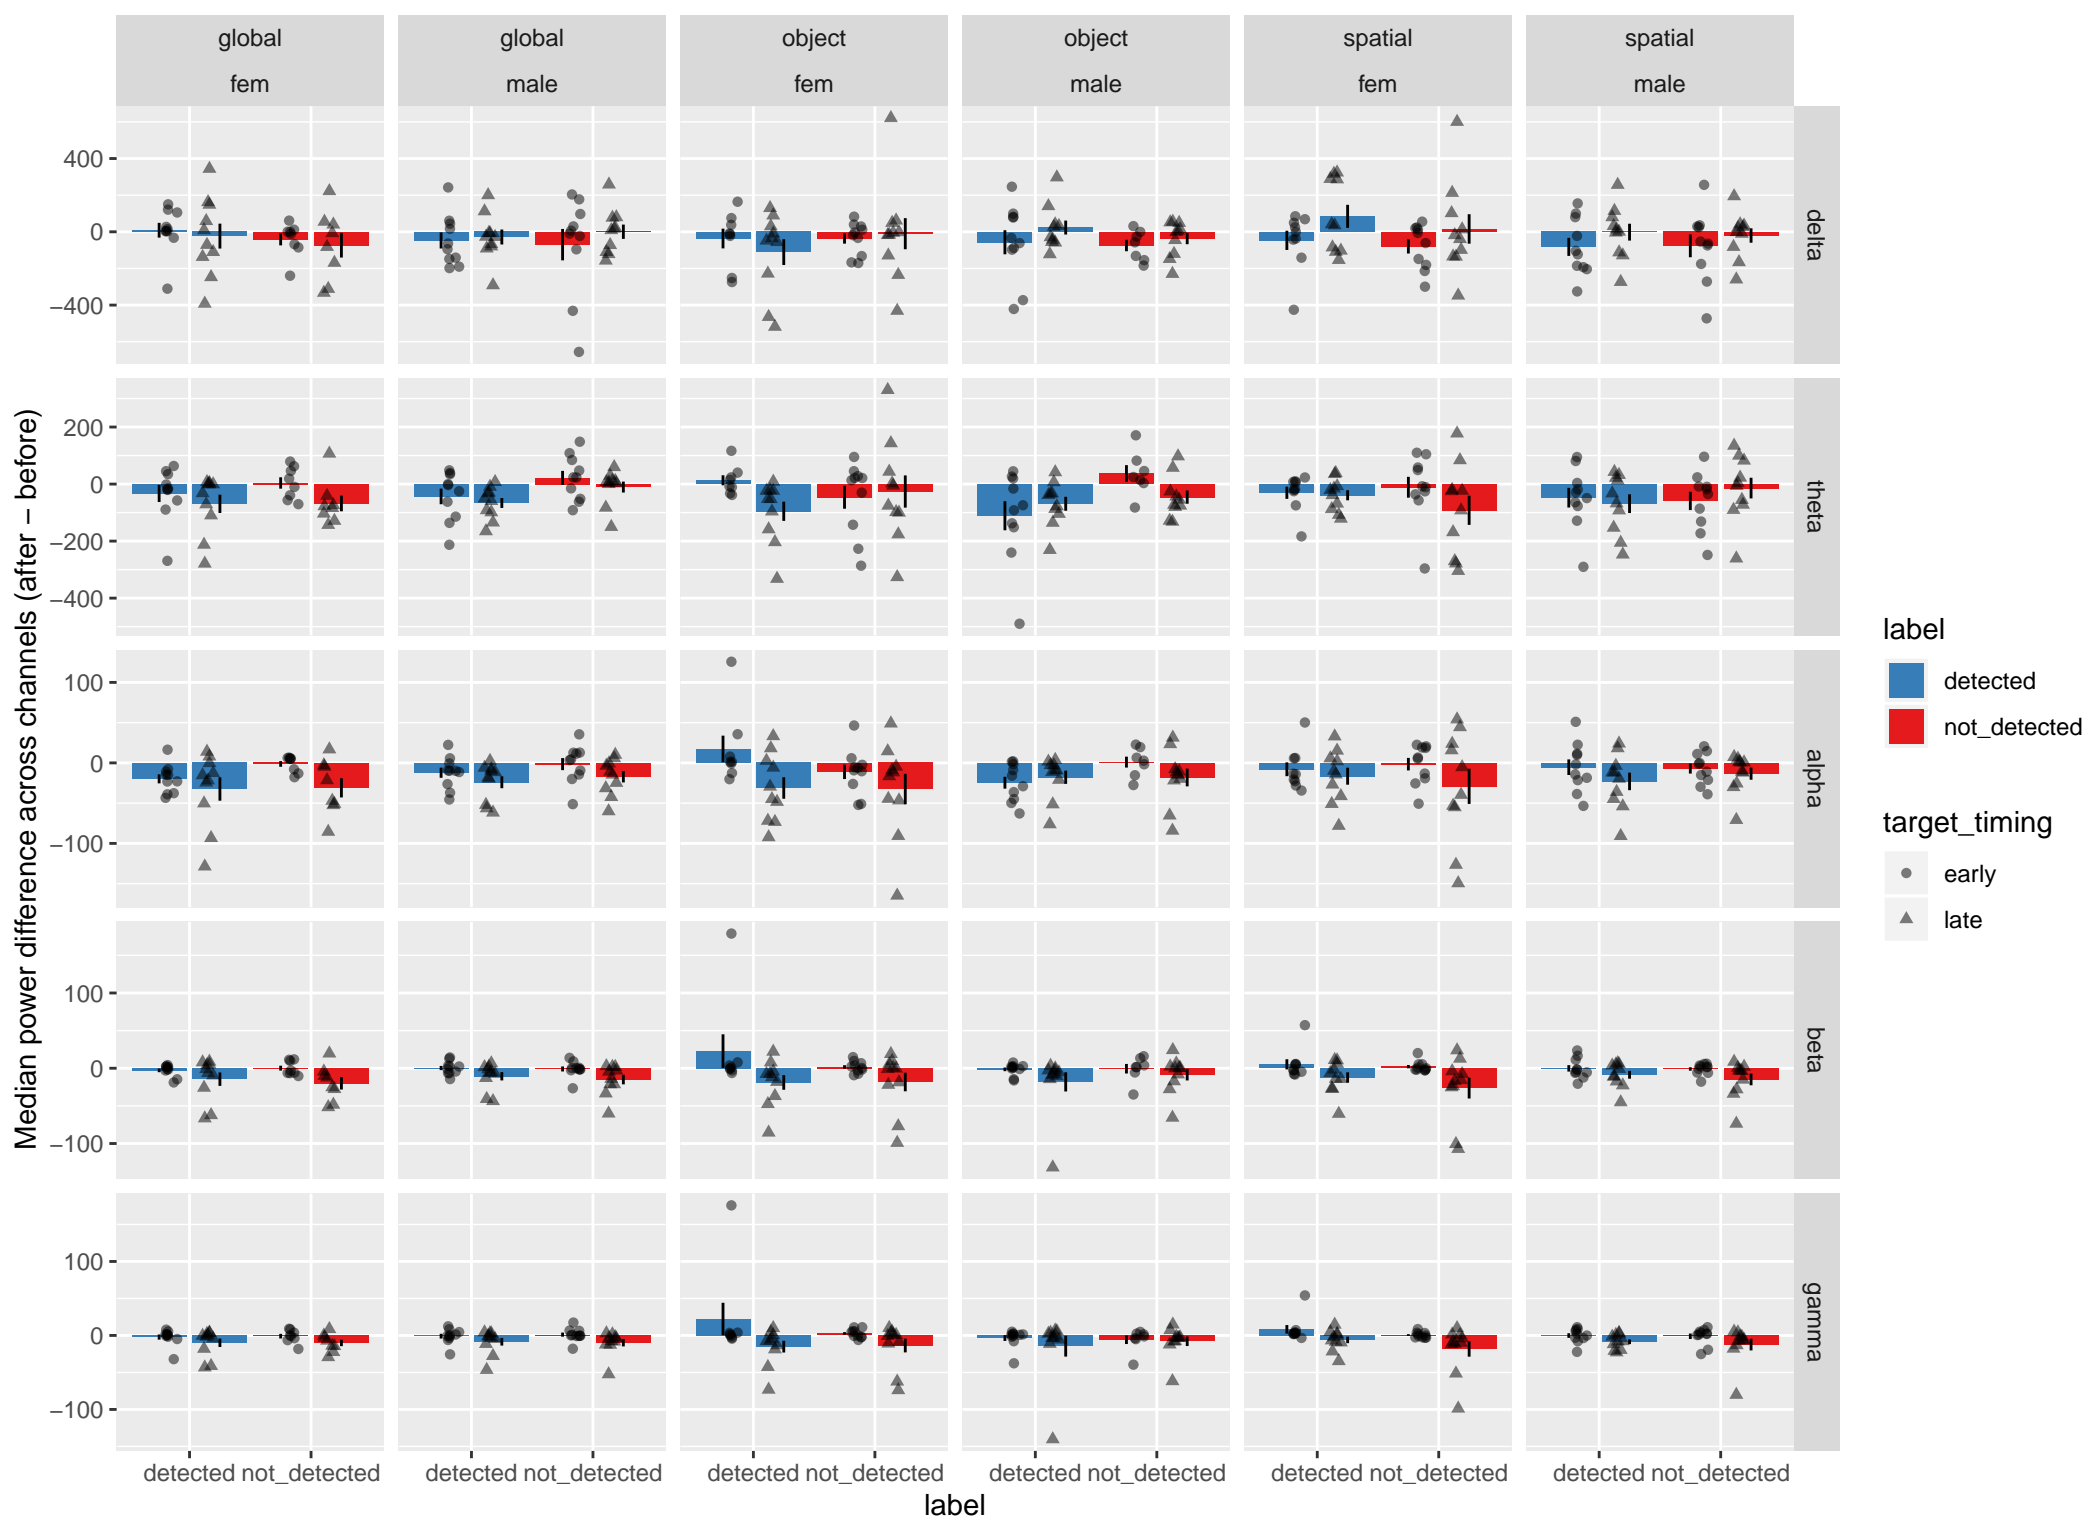 global global object object spatial spatial
fem male fem male fem male
400
0
−400
delta
200
0
−200
−400
theta
100
0
−100
alpha
100
0
−100
beta
100
0
−100
gamma
detected not_detected detected not_detected detected not_detected detected not_detected detected not_detected detected not_detected
label
Median power difference across channels (after − before)
label
detected
not_detected
target_timing
early
late